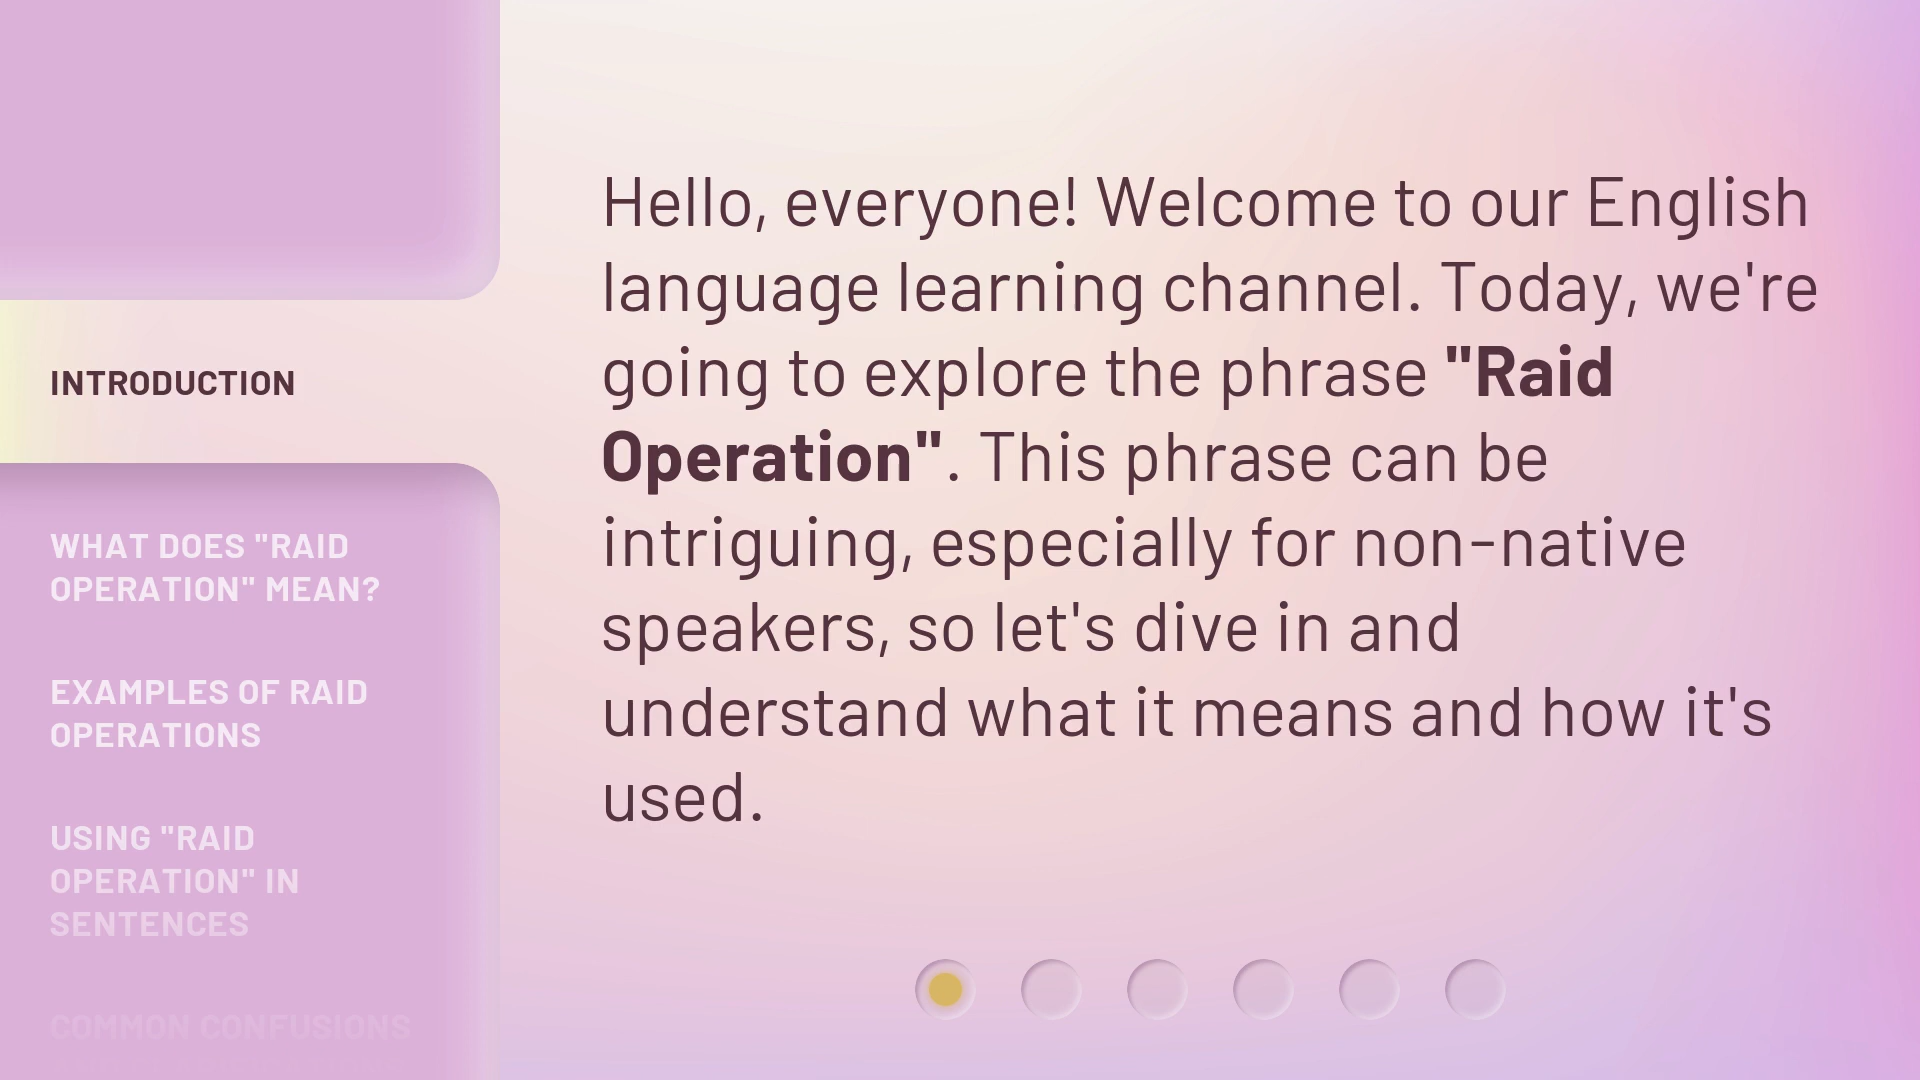 INTRODUCTION
WHAT DOES "RAID
OPERATION" MEAN?
EXAMPLES OF RAID
OPERATIONS
USING "RAID
OPERATION" IN
SENTENCES
COMMON CONFUSIONS
Hello, everyone! Welcome to our English
language learning channel. Today, we're
going to explore the phrase "Raid
Operation". This phrase can be
intriguing, especially for non-native
speakers, so let's dive in and
understand what it means and how it's
used.